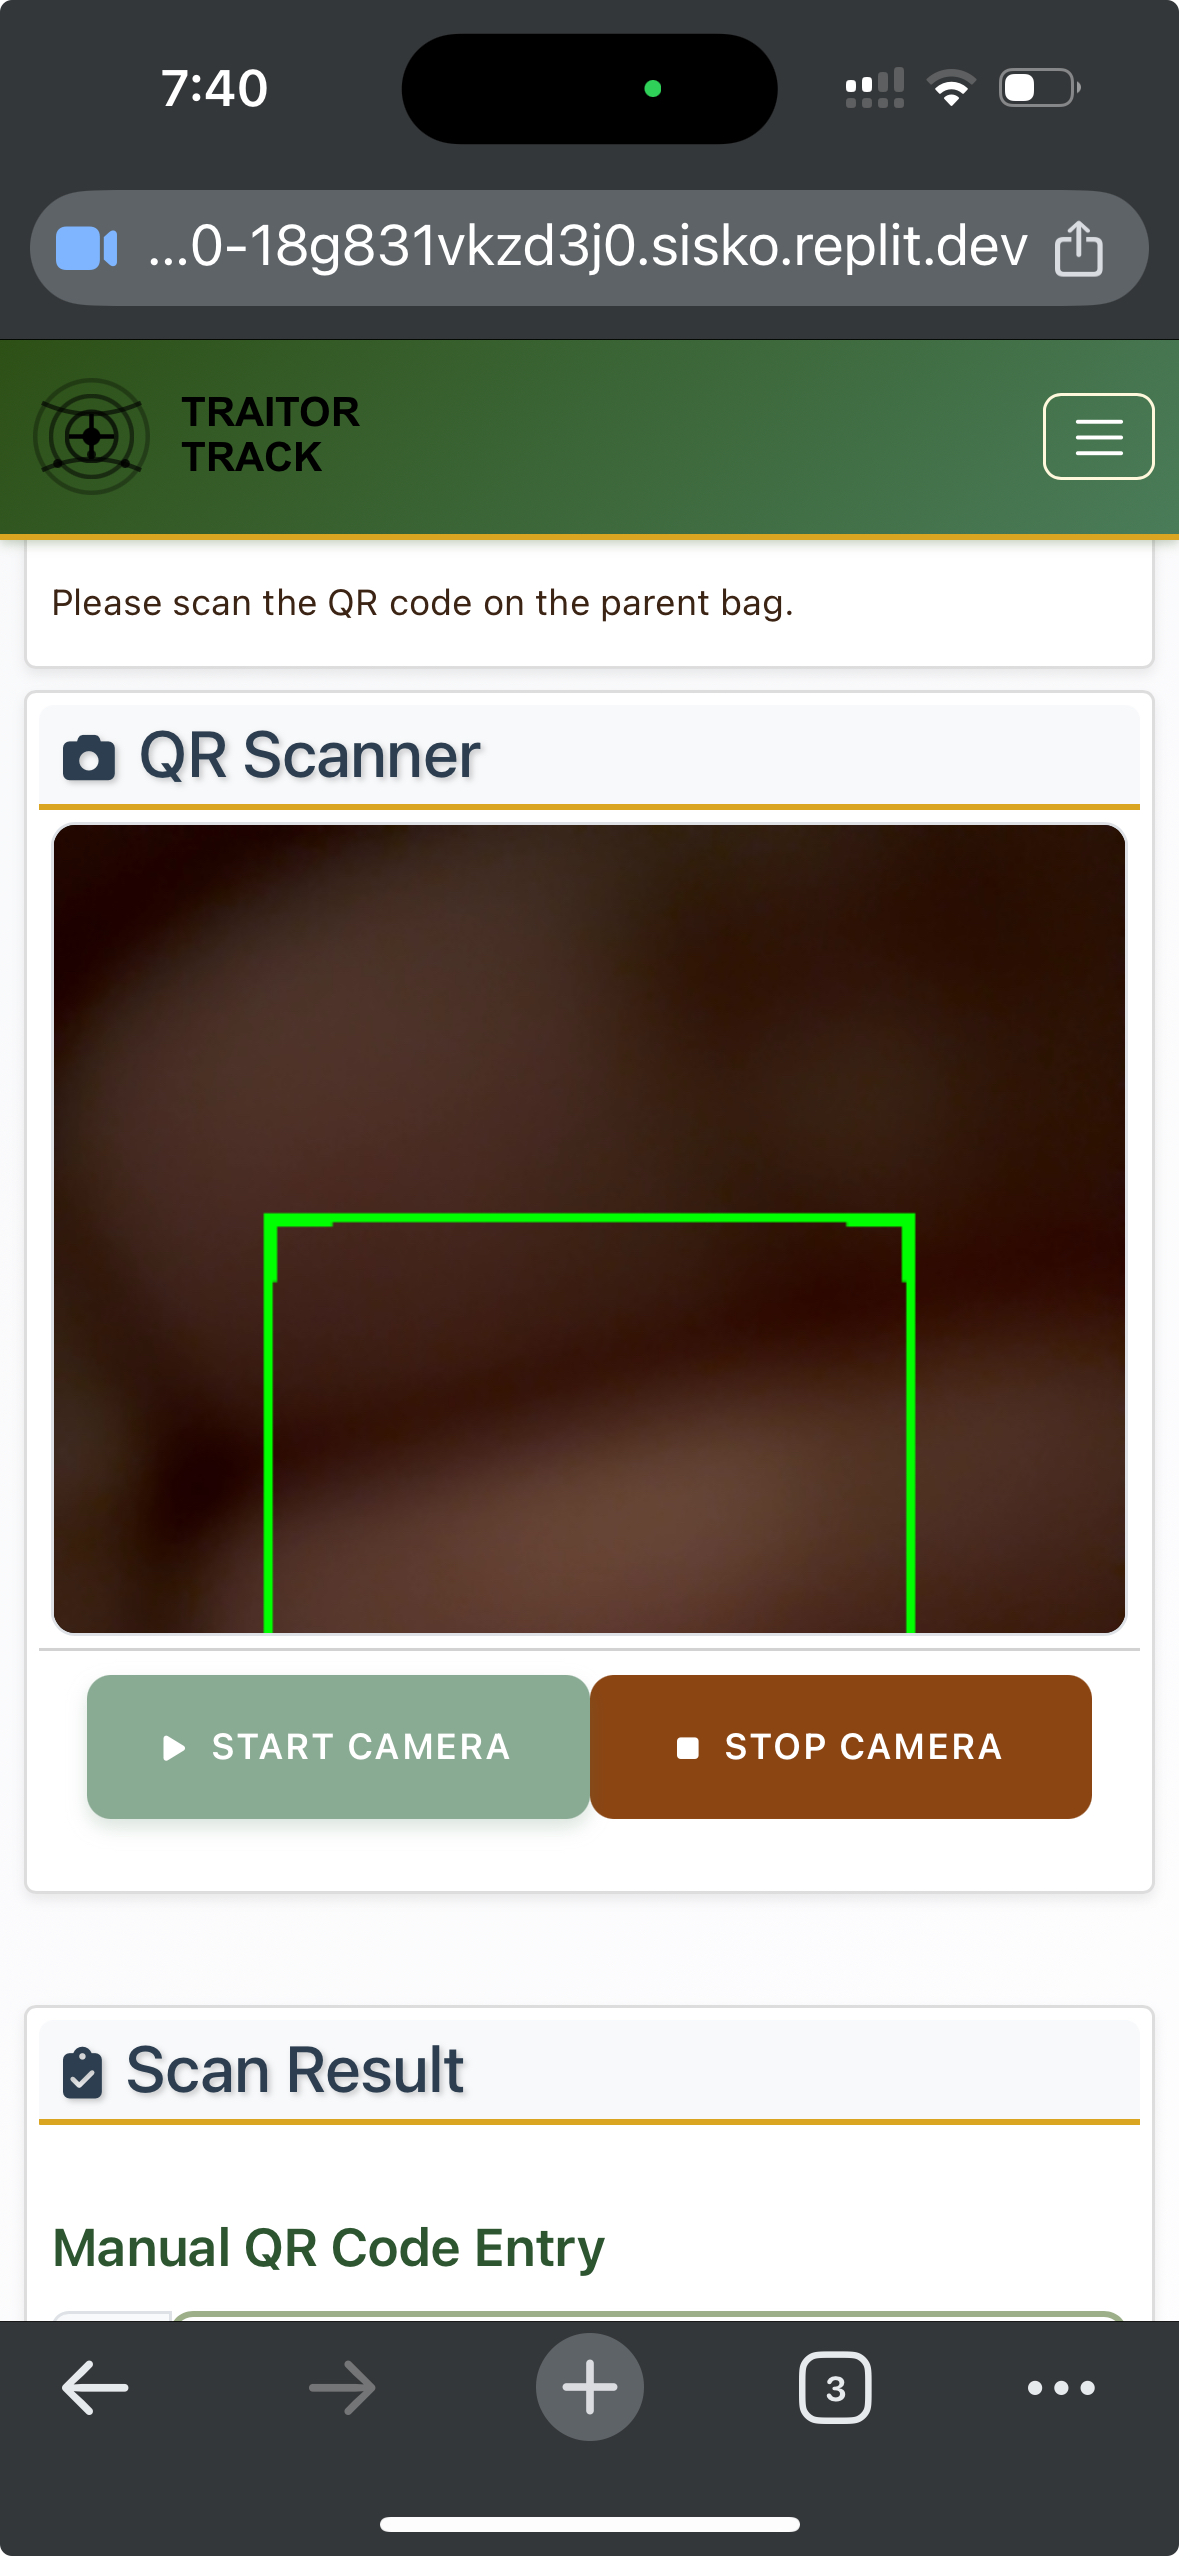 7:40
...0-18g831vkzd3j0.sisko.replit.dev
TRAITOR
TRACK
Please scan the QR code on the parent bag.
QR Scanner
START CAMERA
STOP CAMERA
Scan Result
Manual QR Code Entry
3